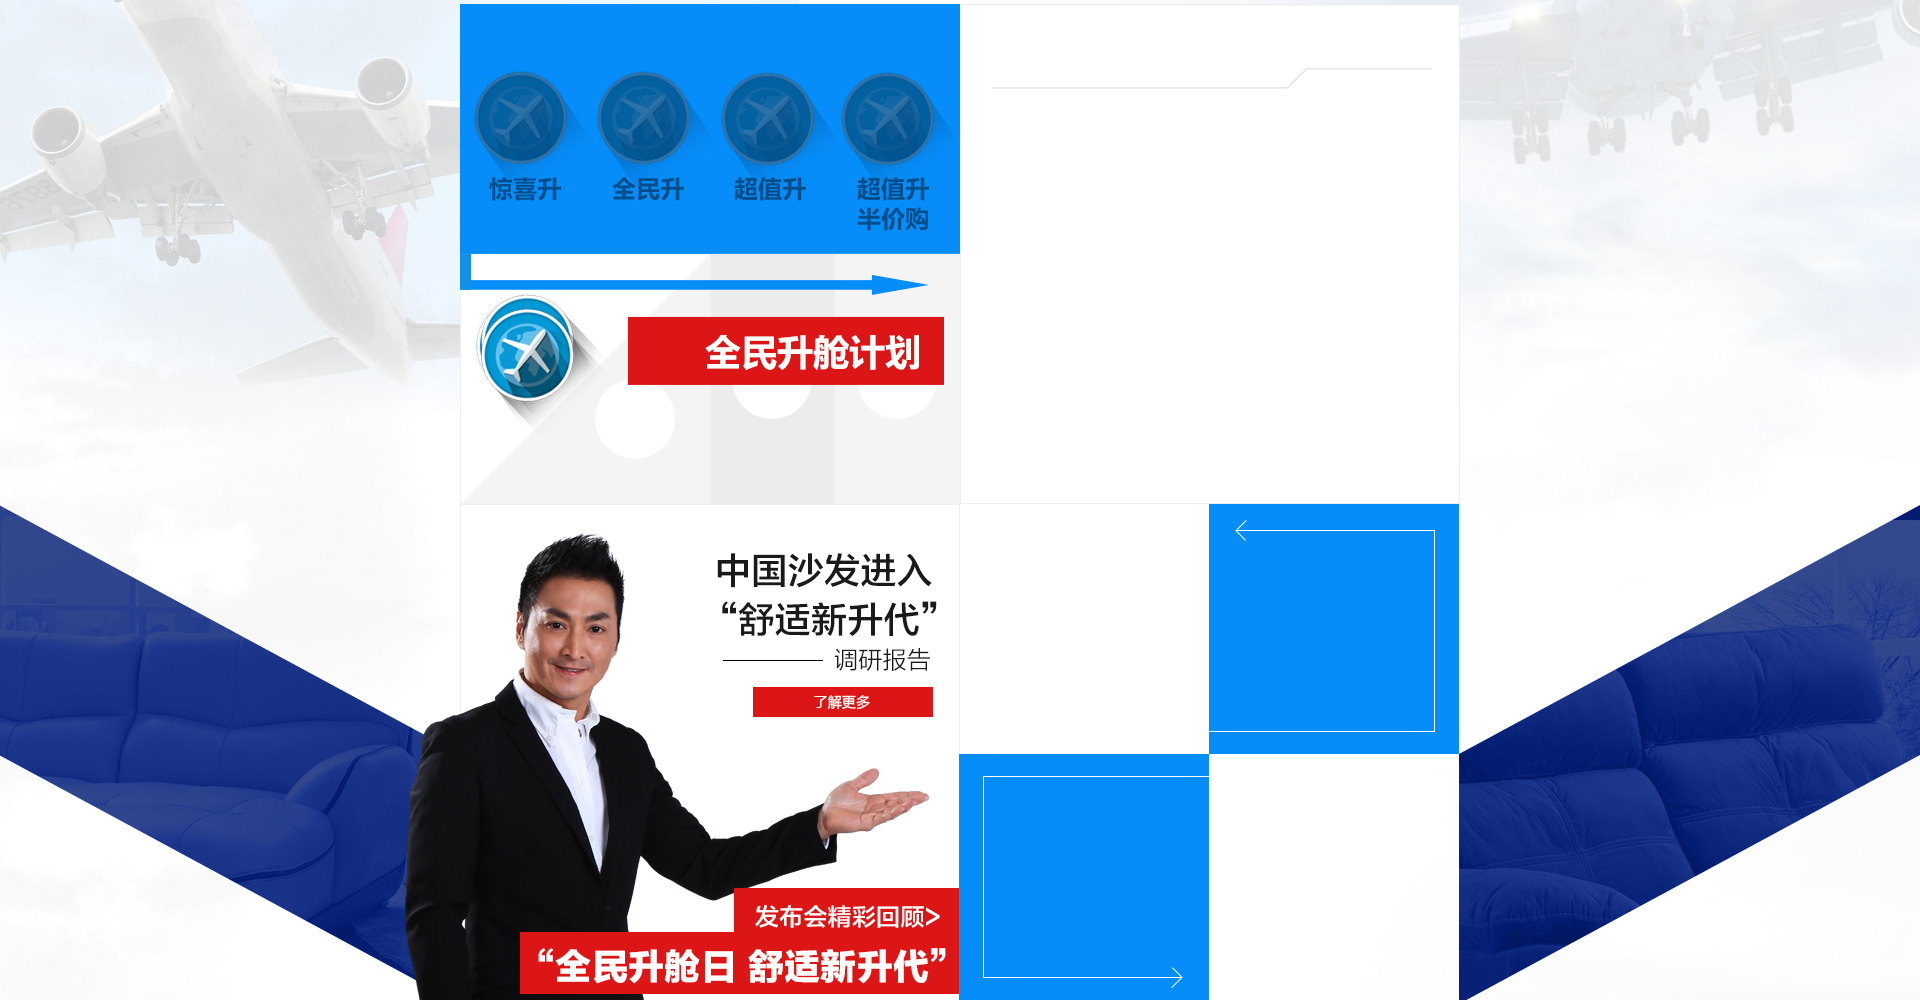 惊喜升
全民升
超值升
超值升
半价购
全民升舱计划
中国沙发进入
“舒适新升代”
调研报告
了解更多
发布会精彩回顾>
“全民升舱日 舒适新升代”